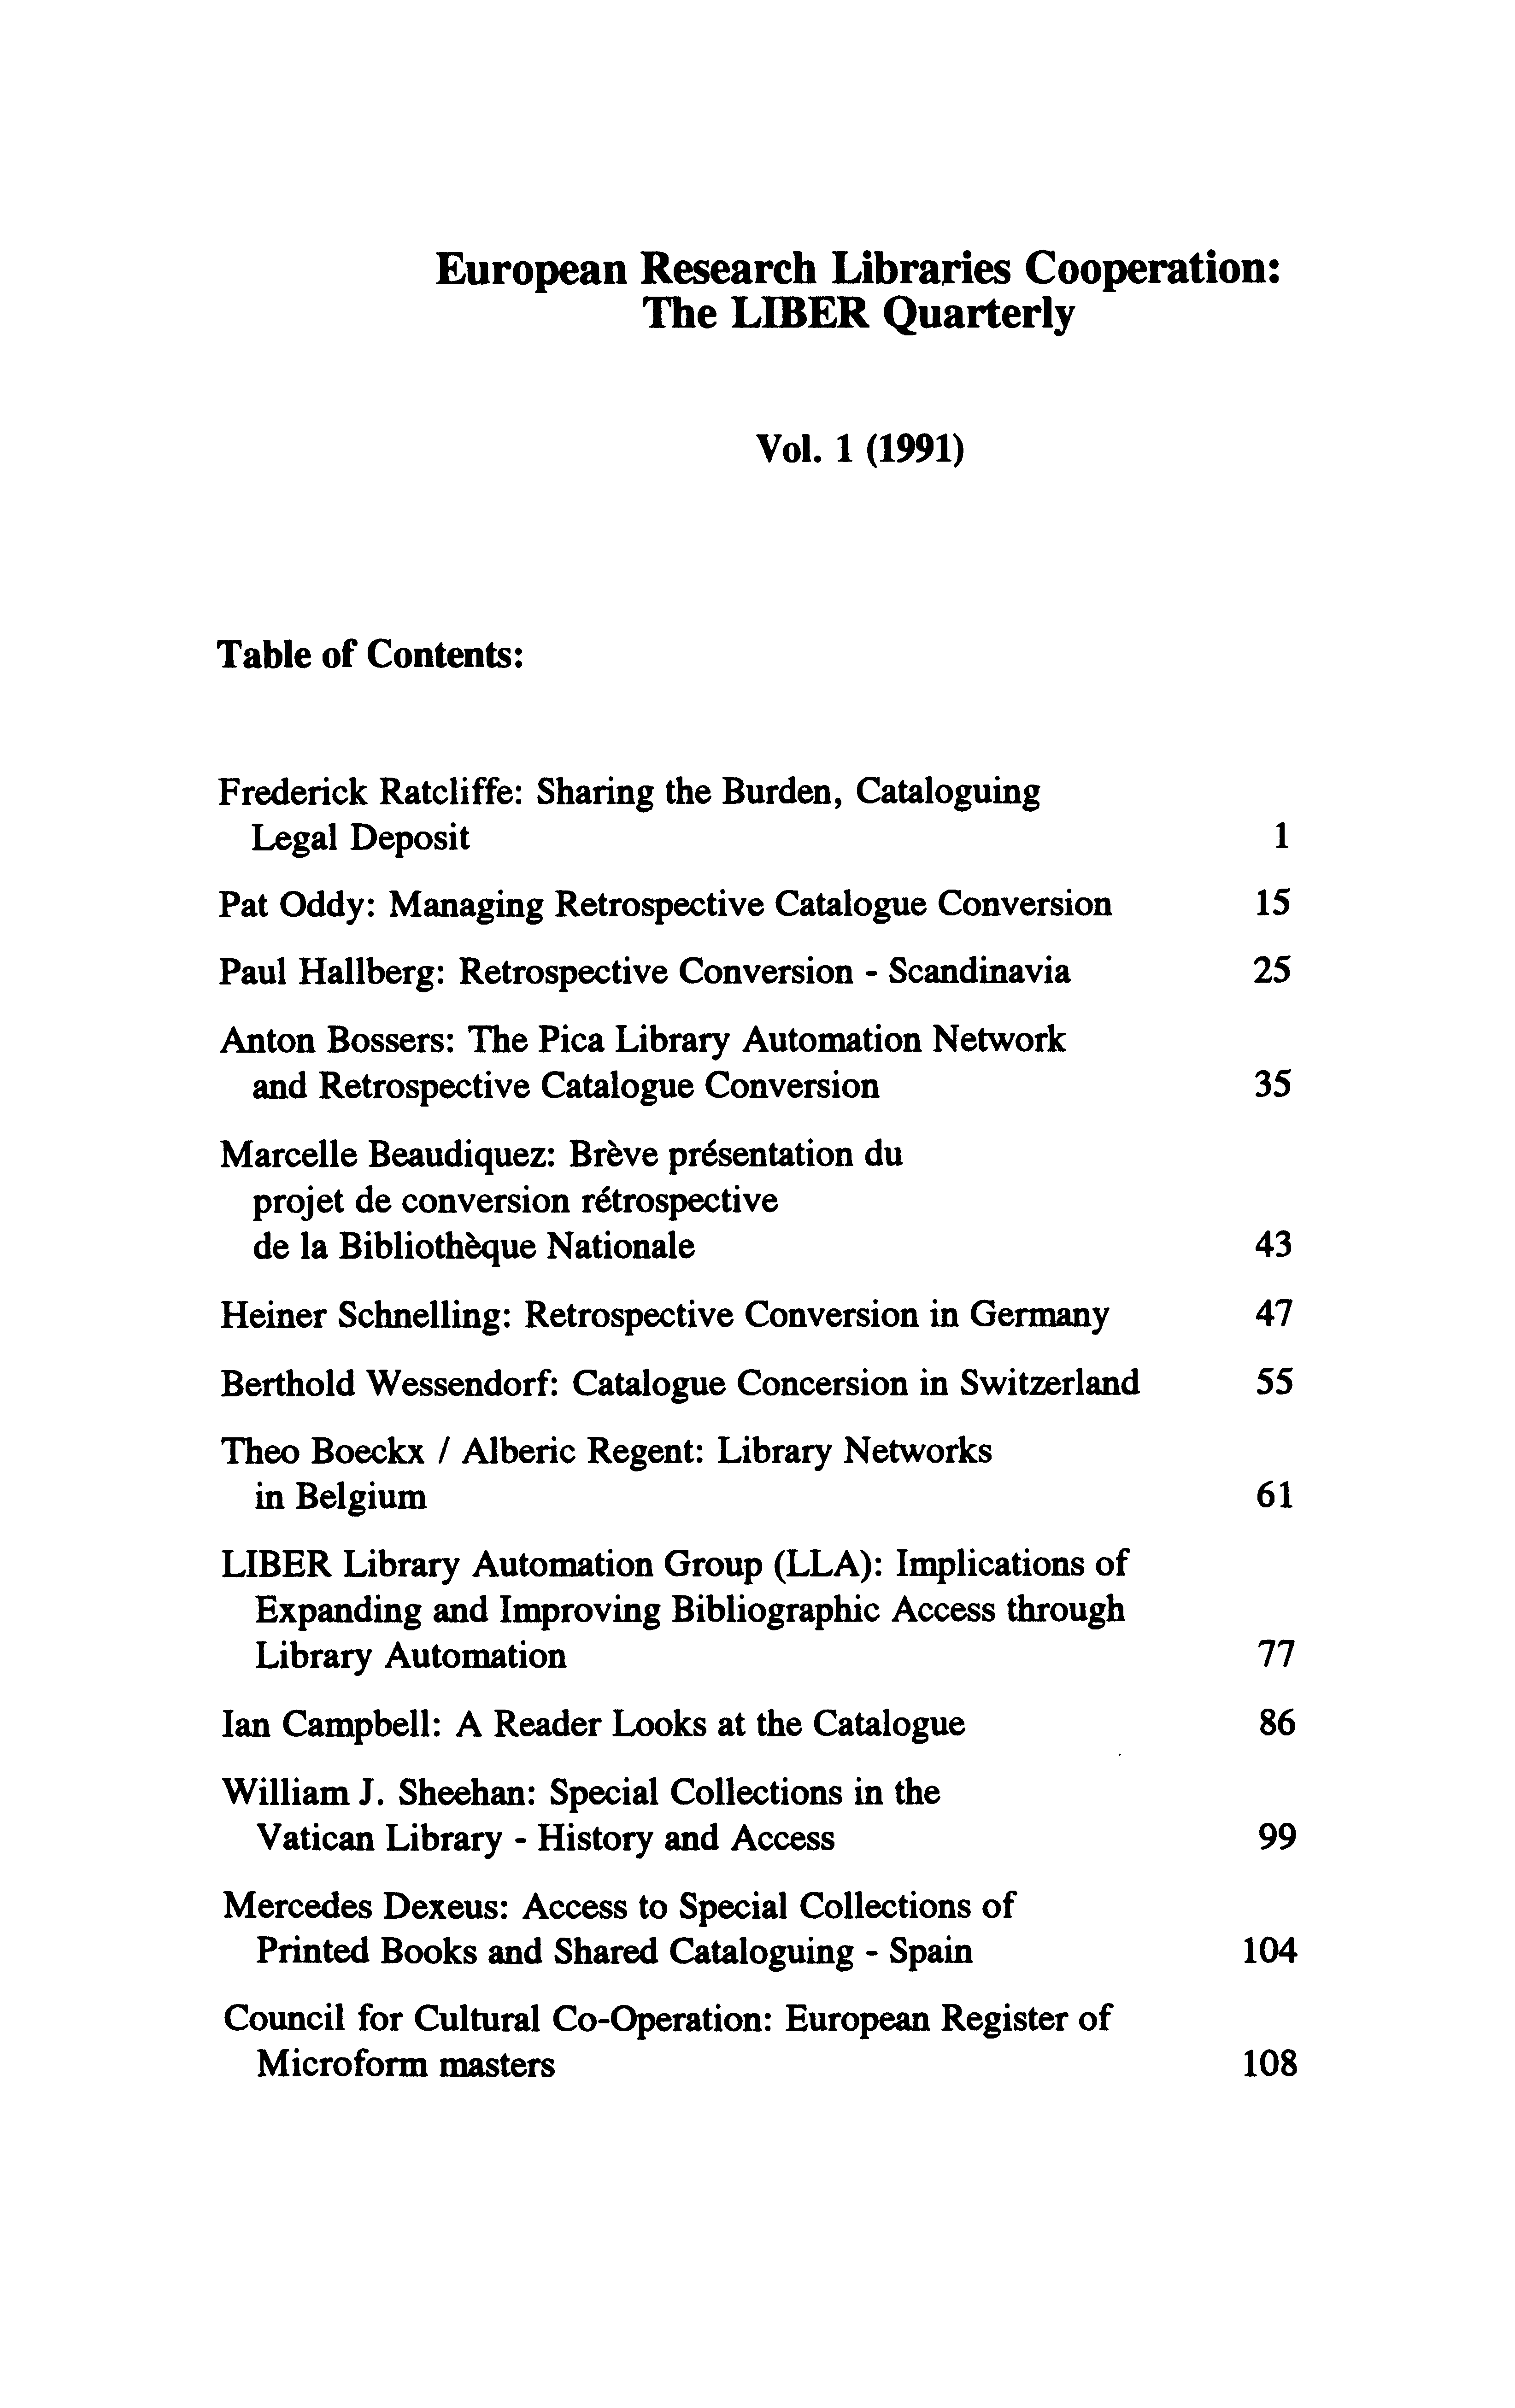 European Research Libraries Cooperation:
The LIBER Quarterly
Vol. 1 (1991)
Table of Contents:
Frederick Ratcliffe: Sharing the Burden, Cataloguing
Legal Deposit 1
Pat Oddy: Managing Retrospective Catalogue Conversion 15
Paul Hallberg: Retrospective Conversion - Scandinavia 25
Anton Bossers: The Pica Library Automation Network
and Retrospective Catalogue Conversion 35
Marcelle Beaudiquez: Brève présentation du
projet de conversion rétrospective
de la Bibliothèque Nationale 43
Heiner Schnelling: Retrospective Conversion in Germany 47
Berthold Wessendorf: Catalogue Concersion in Switzerland 55
Theo Boeckx / Alberic Regent: Library Networks
in Belgium 61
LIBER Library Automation Group (LLA): Implications of
Expanding and Improving Bibliographic Access through
Library Automation 77
Ian Campbell: A Reader Looks at the Catalogue 86
William J. Sheehan: Special Collections in the
Vatican Library - History and Access 99
Mercedes Dexeus: Access to Special Collections of
Printed Books and Shared Cataloguing - Spain 104
Council for Cultural Co-Operation: European Register of
Microform masters 108